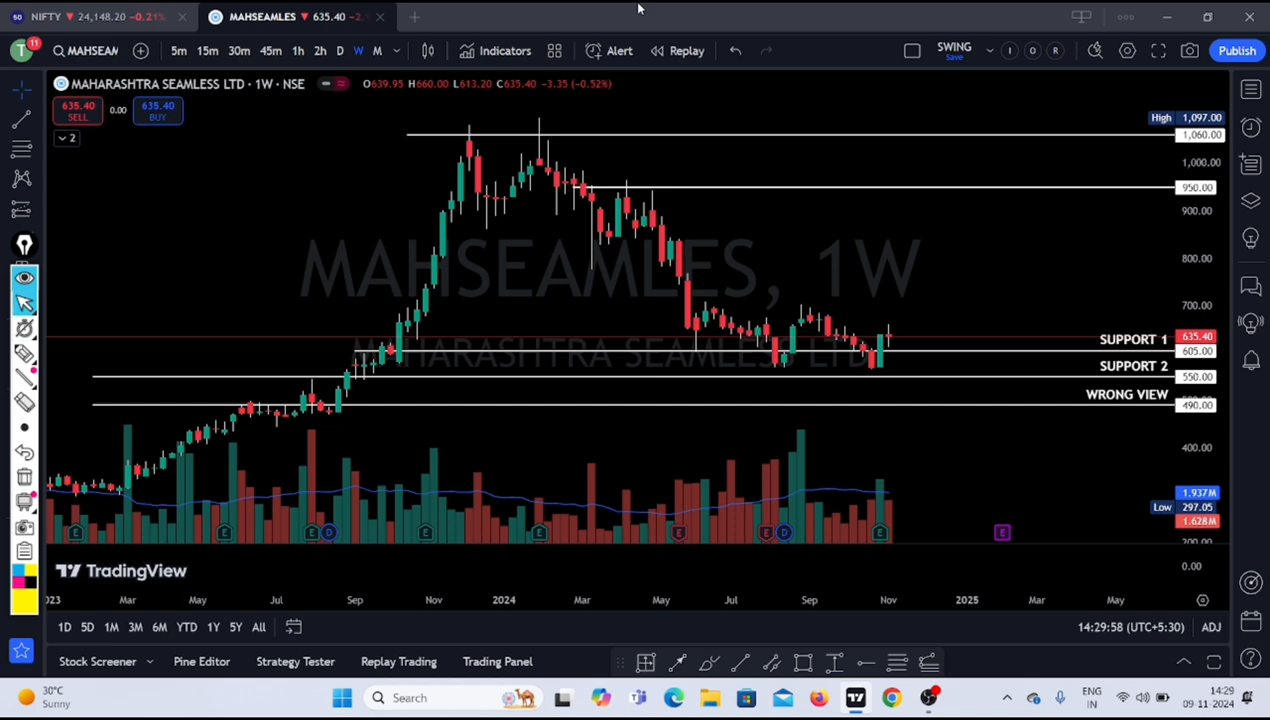 NIFTY 24,148.20 -0.21%
MAHSEAMLES 635.40 -2.
11
T
MAHSEAM
5m 15m 30m 45m 1h 2h D W M
Indicators
Alert
Replay
SWING
Save
I O R
Publish
MAHARASHTRA SEAMLESS LTD · 1W · NSE
O639.95 H660.00 L613.20 C635.40 -3.35 (-0.52%)
635.40
SELL
0.00
635.40
BUY
2
High 1,097.00
1,060.00
1,000.00
950.00
900.00
MAHSEAMLES, 1W
800.00
700.00
SUPPORT 1 635.40
MAHARASHTRA SEAMLESS LTD
605.00
SUPPORT 2
550.00
WRONG VIEW
490.00
400.00
1.937M
Low 297.05
1.628M
200.00
E E E D E E E E D E E
TradingView
0.00
2023 Mar May Jul Sep Nov 2024 Mar May Jul Sep Nov 2025 Mar May
1D 5D 1M 3M 6M YTD 1Y 5Y All
14:29:58 (UTC+5:30) ADJ
Stock Screener
Pine Editor
Strategy Tester
Replay Trading
Trading Panel
30°C
Sunny
Search
ENG
IN
14:29
09-11-2024